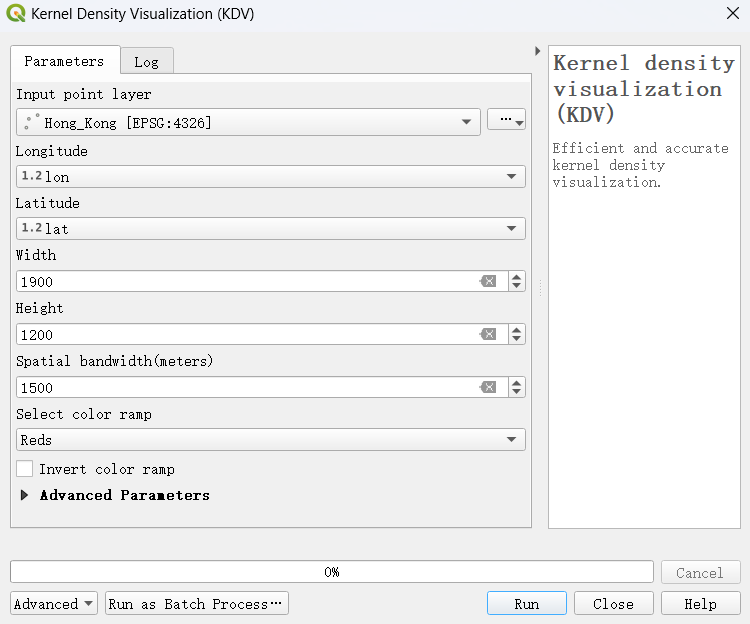 Kernel Density Visualization (KDV)
Parameters
Log
Input point layer
Hong_Kong [EPSG:4326]
…
Longitude
1.2 lon
Latitude
1.2 lat
Width
1900
Height
1200
Spatial bandwidth(meters)
1500
Select color ramp
Reds
Invert color ramp
Advanced Parameters
Kernel density
visualization
(KDV)
Efficient and accurate
kernel density
visualization.
0%
Cancel
Advanced
Run as Batch Process…
Run
Close
Help